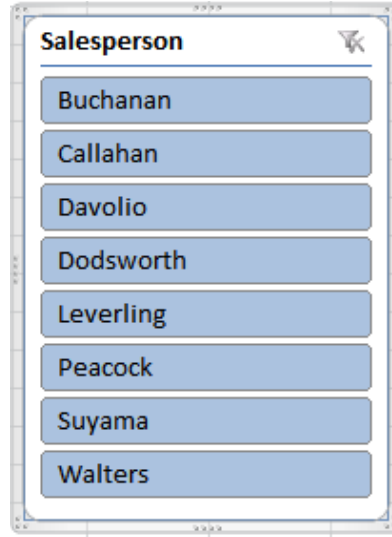 Salesperson
Buchanan
Callahan
Davolio
Dodsworth
Leverling
Peacock
Suyama
Walters